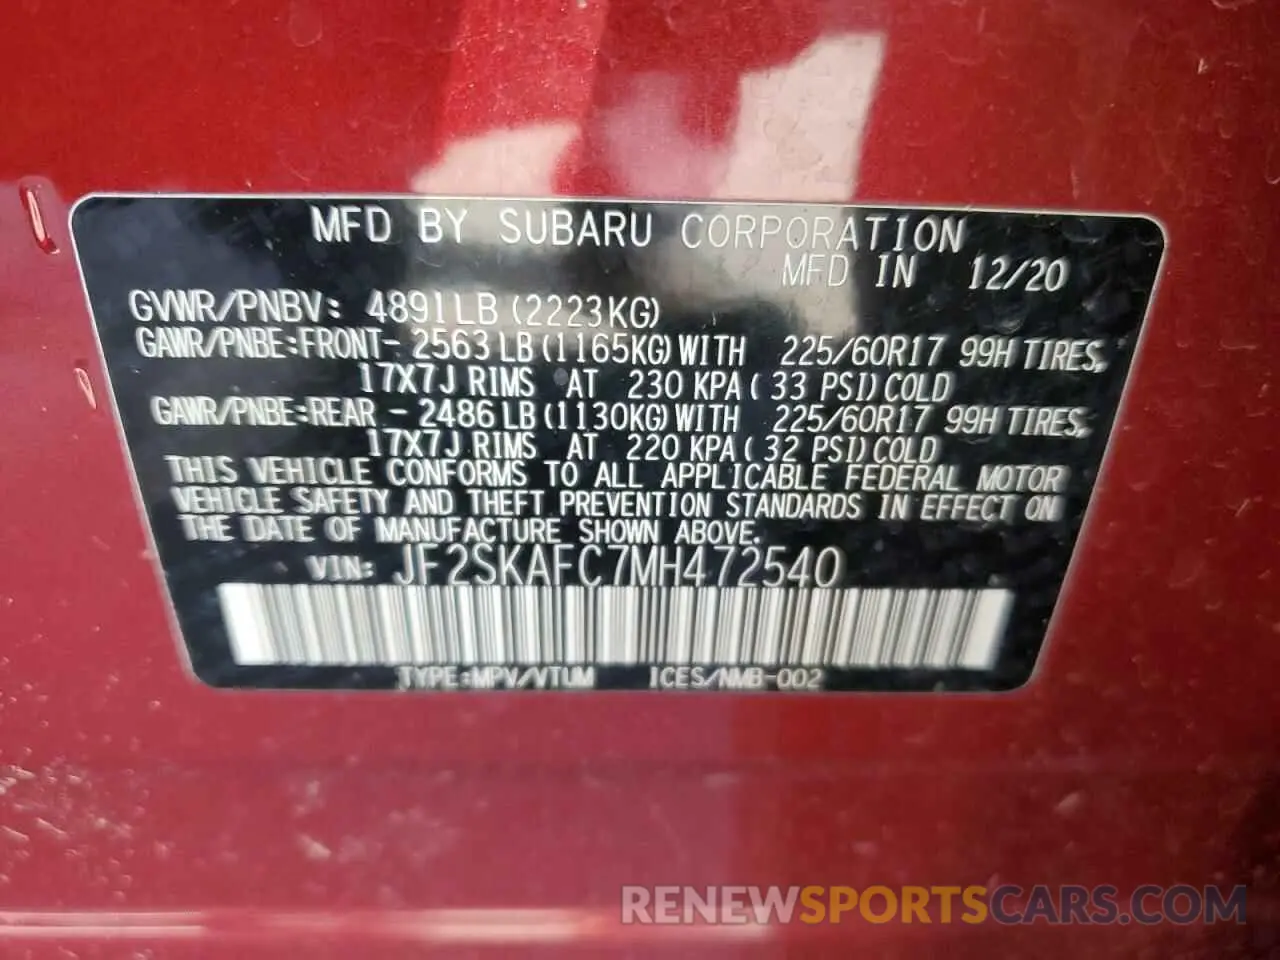 MFD BY SUBARU CORPORATION
MFD IN 12/20
GVWR/PNBV: 4891LB (2223KG)
GAWR/PNBE:FRONT- 2563 LB (1165KG) WITH 225/60R17 99H TIRES,
17X7J RIMS AT 230 KPA ( 33 PSI) COLD
GAWR/PNBE:REAR - 2486 LB (1130KG) WITH 225/60R17 99H TIRES,
17X7J RIMS AT 220 KPA ( 32 PSI) COLD
THIS VEHICLE CONFORMS TO ALL APPLICABLE FEDERAL MOTOR
VEHICLE SAFETY AND THEFT PREVENTION STANDARDS IN EFFECT ON
THE DATE OF MANUFACTURE SHOWN ABOVE.
VIN: JF2SKAFC7MH472540
TYPE:MPV/VTUM ICES/NMB-002
RENEWSPORTSCARS.COM